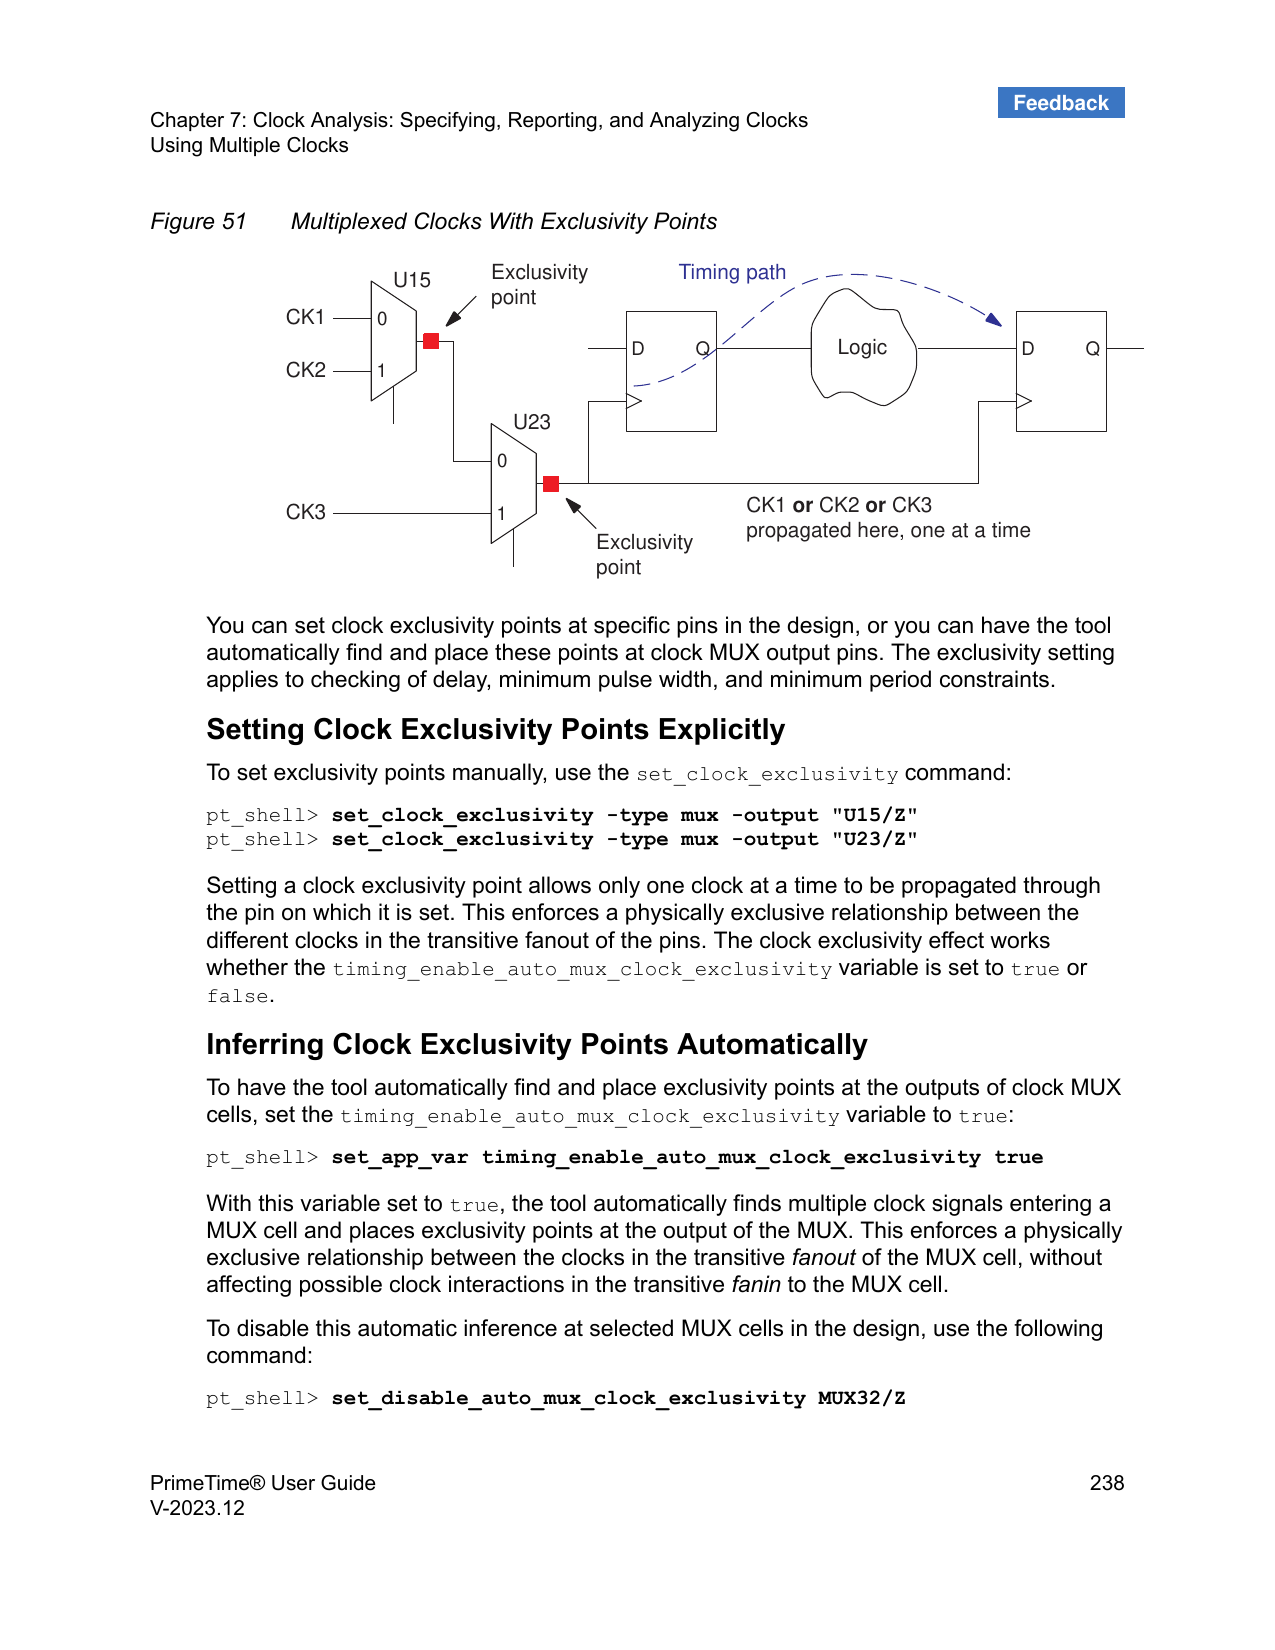 Feedback
Chapter 7: Clock Analysis: Specifying, Reporting, and Analyzing Clocks
Using Multiple Clocks
Figure 51 Multiplexed Clocks With Exclusivity Points
U15
Exclusivity
point
Timing path
CK1
0
CK2
1
D
Q
Logic
D
Q
U23
0
CK3
1
Exclusivity
point
CK1 or CK2 or CK3
propagated here, one at a time
You can set clock exclusivity points at specific pins in the design, or you can have the tool
automatically find and place these points at clock MUX output pins. The exclusivity setting
applies to checking of delay, minimum pulse width, and minimum period constraints.
Setting Clock Exclusivity Points Explicitly
To set exclusivity points manually, use the set_clock_exclusivity command:
pt_shell> set_clock_exclusivity -type mux -output "U15/Z"
pt_shell> set_clock_exclusivity -type mux -output "U23/Z"
Setting a clock exclusivity point allows only one clock at a time to be propagated through
the pin on which it is set. This enforces a physically exclusive relationship between the
different clocks in the transitive fanout of the pins. The clock exclusivity effect works
whether the timing_enable_auto_mux_clock_exclusivity variable is set to true or
false.
Inferring Clock Exclusivity Points Automatically
To have the tool automatically find and place exclusivity points at the outputs of clock MUX
cells, set the timing_enable_auto_mux_clock_exclusivity variable to true:
pt_shell> set_app_var timing_enable_auto_mux_clock_exclusivity true
With this variable set to true, the tool automatically finds multiple clock signals entering a
MUX cell and places exclusivity points at the output of the MUX. This enforces a physically
exclusive relationship between the clocks in the transitive fanout of the MUX cell, without
affecting possible clock interactions in the transitive fanin to the MUX cell.
To disable this automatic inference at selected MUX cells in the design, use the following
command:
pt_shell> set_disable_auto_mux_clock_exclusivity MUX32/Z
PrimeTime® User Guide 238
V-2023.12